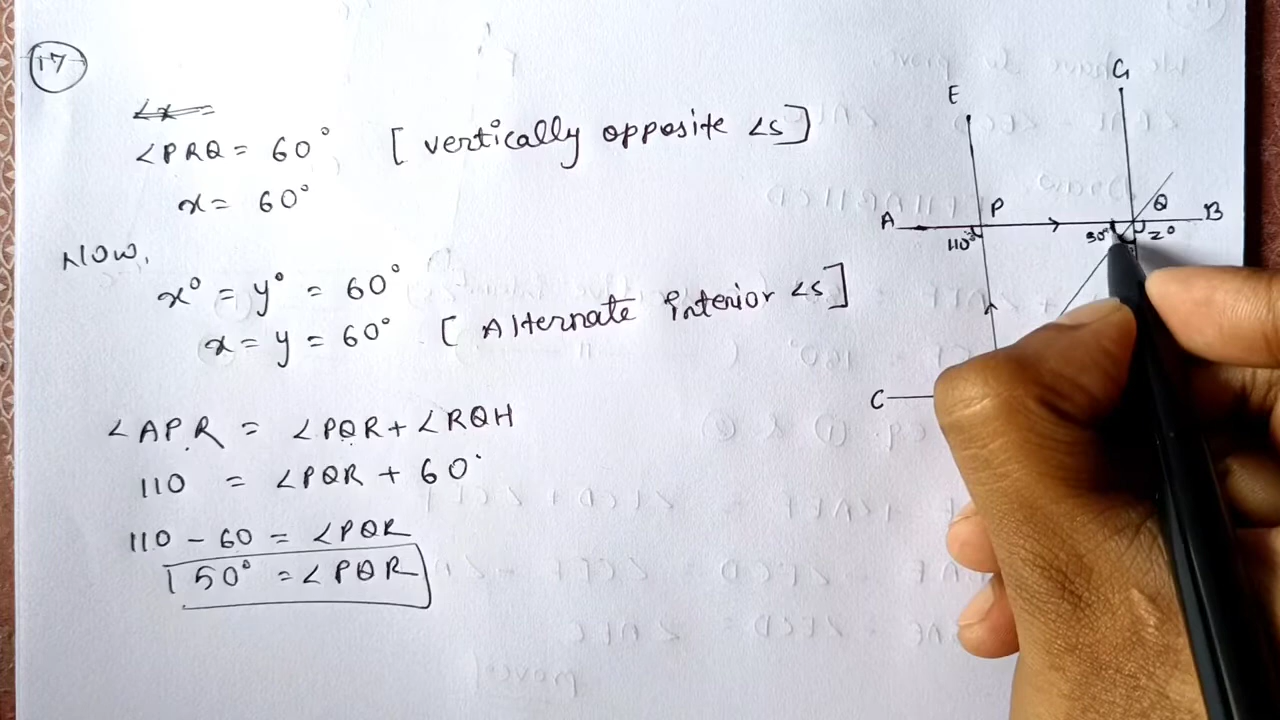 17
∠x =
∠PRQ = 60° [vertically opposite ∠s]
x = 60°
Now,
x° = y° = 60°
x = y = 60° [Alternate Interior ∠s]
∠APR = ∠PQR + ∠RQH
110 = ∠PQR + 60°
110 - 60 = ∠PQR
50° = ∠PQR
E
G
A
P
Q
B
110°
50°
z°
C